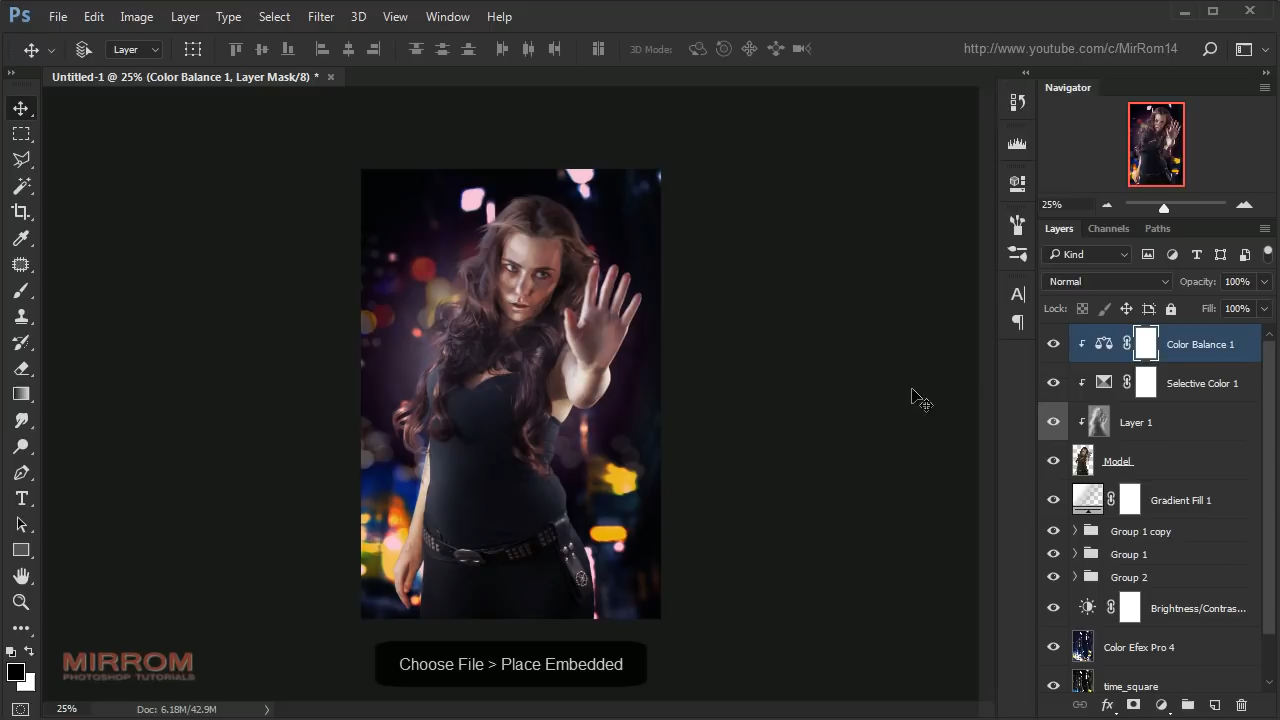 Ps File Edit Image Layer Type Select Filter 3D View Window Help
Layer 3D Mode: http://www.youtube.com/c/MirRom14
Untitled-1 @ 25% (Color Balance 1, Layer Mask/8) * ×
Navigator
25%
Layers Channels Paths
Kind
Normal Opacity: 100%
Lock: Fill: 100%
Color Balance 1
Selective Color 1
Layer 1
Model
Gradient Fill 1
Group 1 copy
Group 1
Group 2
Brightness/Contras...
Color Efex Pro 4
time_square
Choose File > Place Embedded
MIRROM
PHOTOSHOP TUTORIALS
25% Doc: 6.18M/42.9M